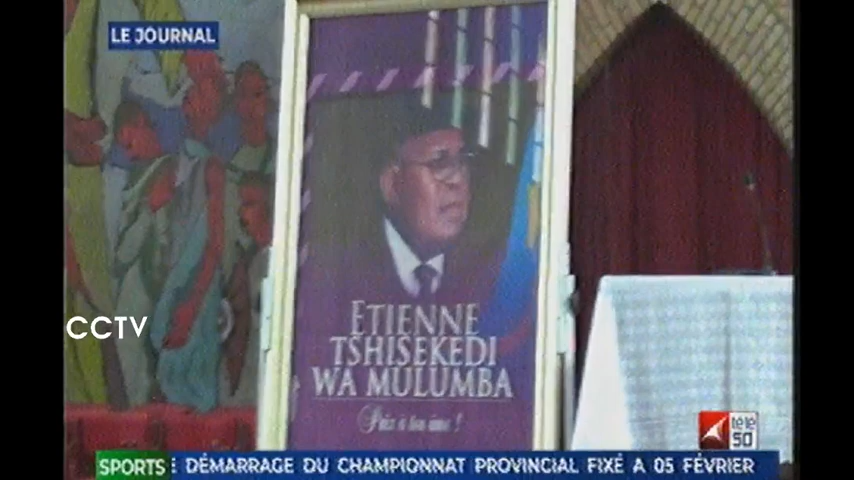 LE JOURNAL
CCTV
ETIENNE
TSHISEKEDI
WA MULUMBA
Paix à ton âme !
télé
50
SPORTS E DÉMARRAGE DU CHAMPIONNAT PROVINCIAL FIXÉ A 05 FÉVRIER